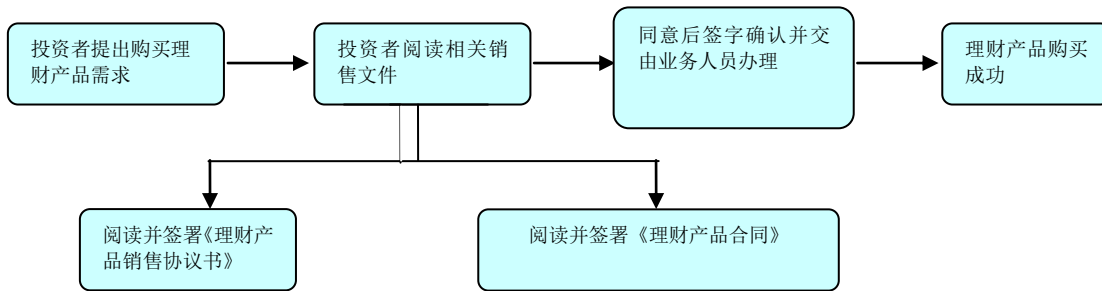 投资者提出购买理
财产品需求
投资者阅读相关销
售文件
同意后签字确认并交
由业务人员办理
理财产品购买
成功
阅读并签署《理财产
品销售协议书》
阅读并签署《理财产品合同》